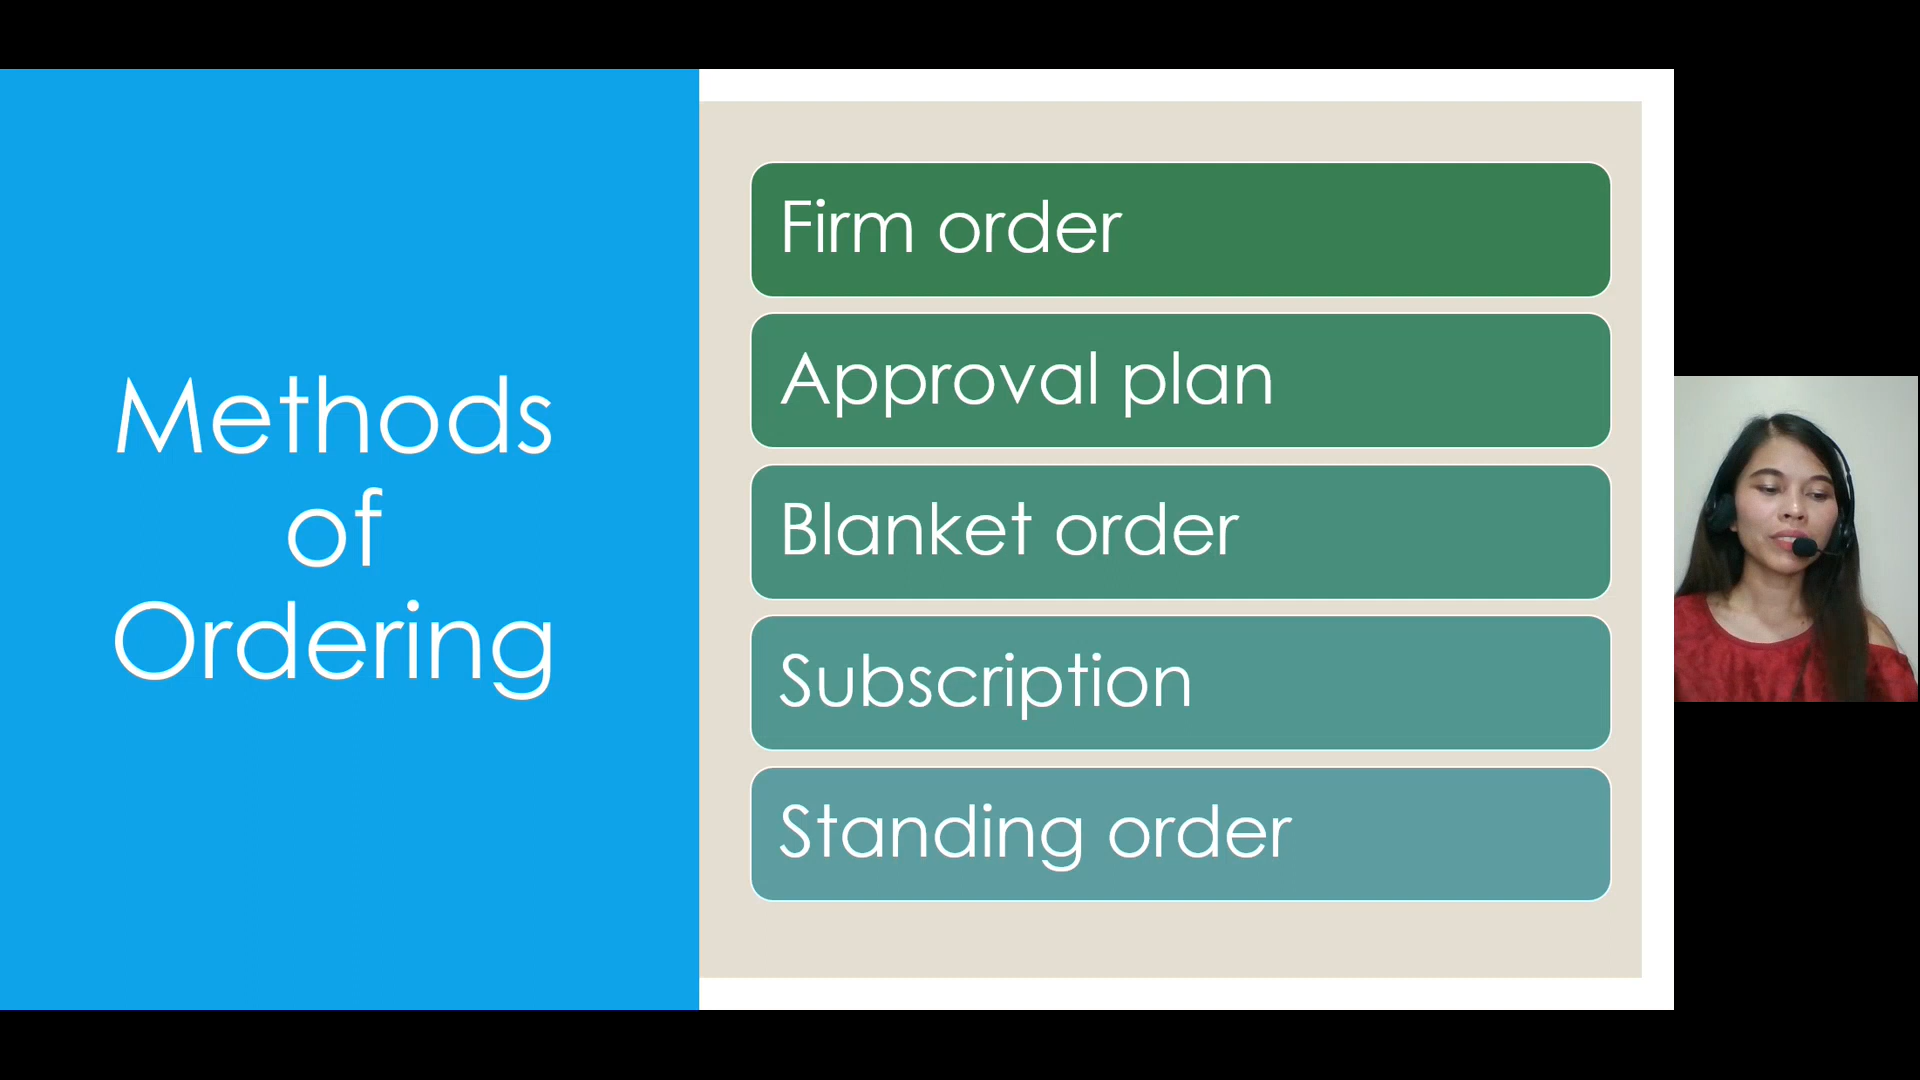 Methods
of
Ordering
Firm order
Approval plan
Blanket order
Subscription
Standing order